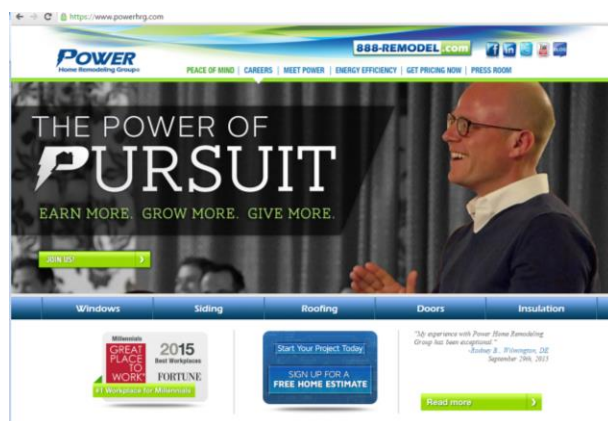 https://www.powerhrg.com
POWER
Home Remodeling Group
888-REMODEL.com
PEACE OF MIND | CAREERS | MEET POWER | ENERGY EFFICIENCY | GET PRICING NOW | PRESS ROOM
THE POWER OF
PURSUIT
EARN MORE. GROW MORE. GIVE MORE.
JOIN US!
Windows Siding Roofing Doors Insulation
Millennials
GREAT
PLACE
TO
WORK
2015
Best Workplaces
FORTUNE
#1 Workplace for Millennials
Start Your Project Today
SIGN UP FOR A
FREE HOME ESTIMATE
"My experience with Power Home Remodeling
Group has been exceptional."
-Rodney B., Wilmington, DE
September 29th, 2015
Read more